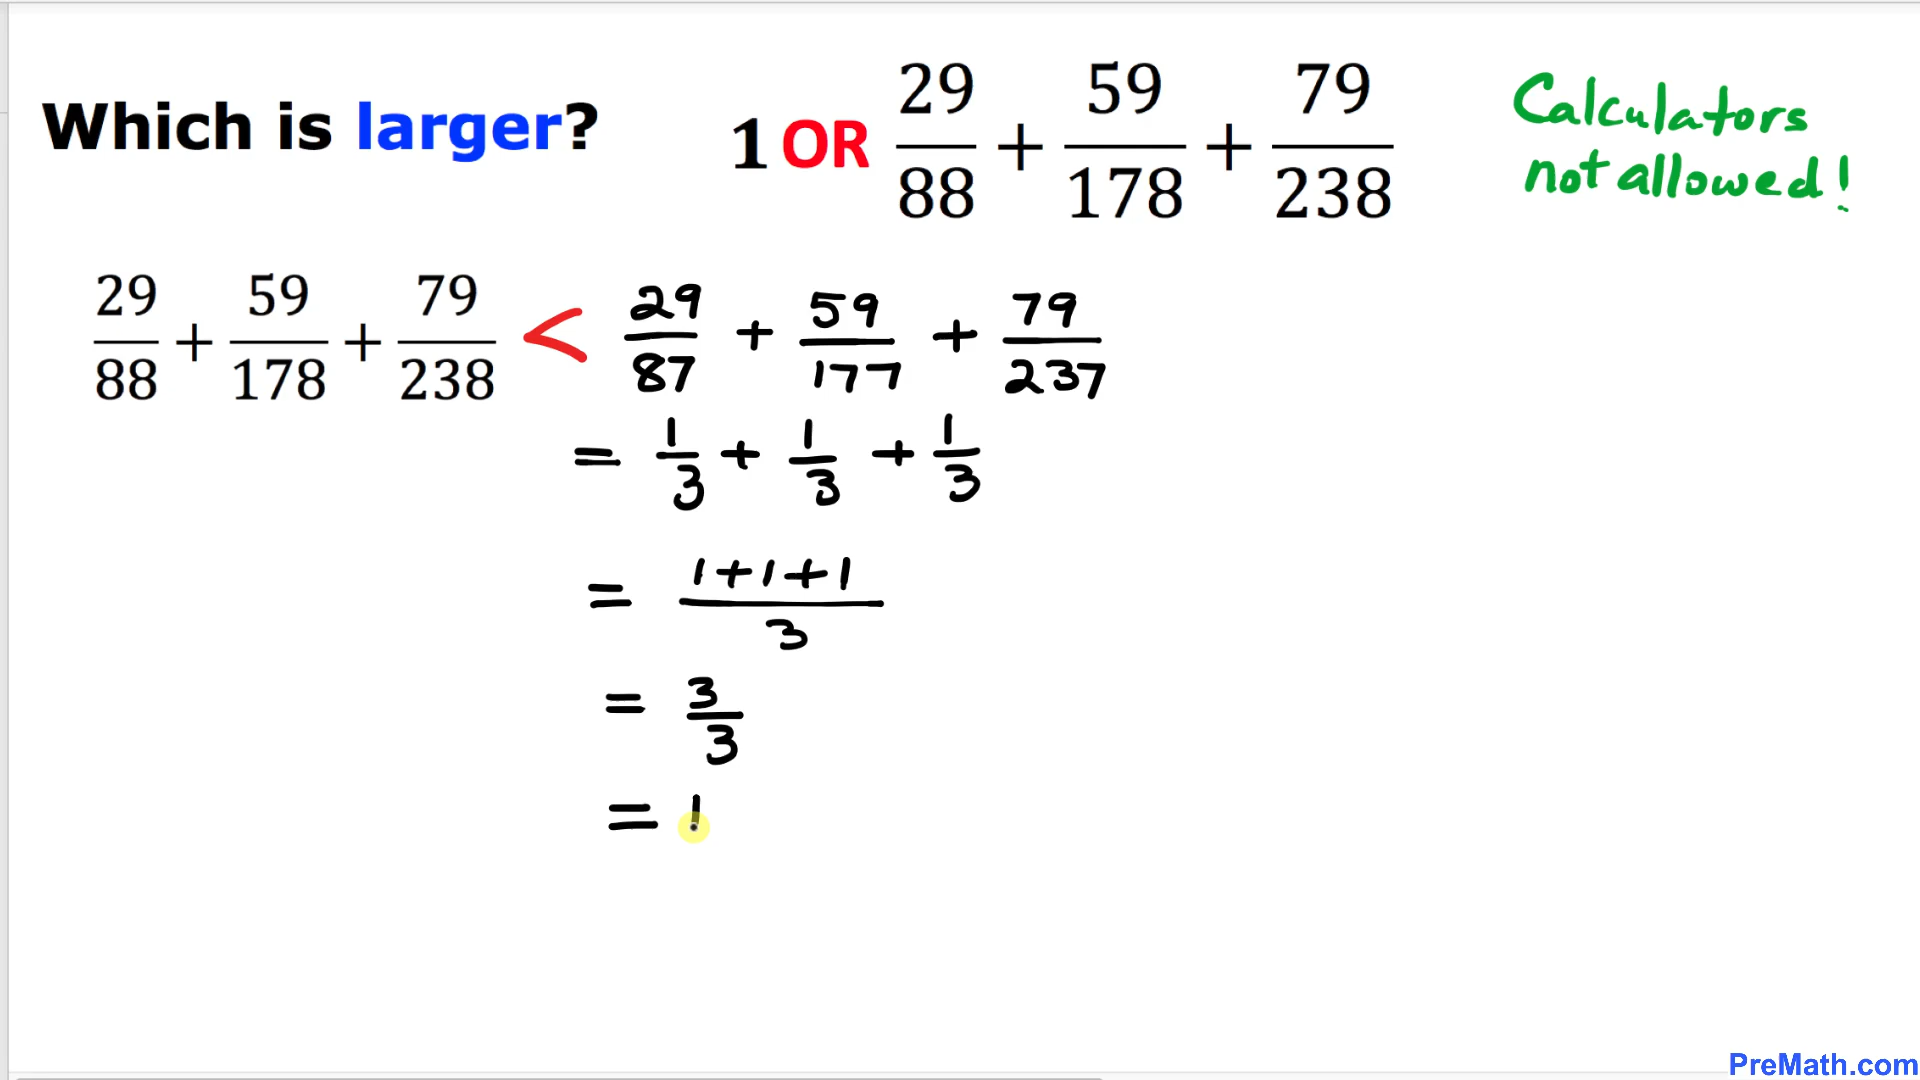 Which is larger? 1 OR 29/88 + 59/178 + 79/238
Calculators
not allowed!
29/88 + 59/178 + 79/238 < 29/87 + 59/177 + 79/237
= 1/3 + 1/3 + 1/3
= 1+1+1/3
= 3/3
= 1
PreMath.com